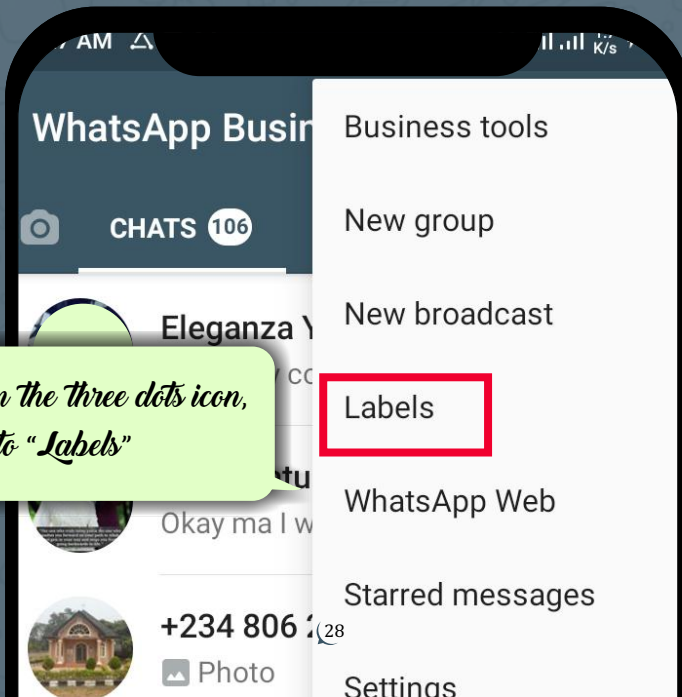 AM
K/s
WhatsApp Busin
Business tools
CHATS 106
New group
New broadcast
Eleganza Y
the three dots icon,
to “Labels”
Labels
WhatsApp Web
Okay ma I w
Starred messages
+234 806 2
28
Photo
Settings